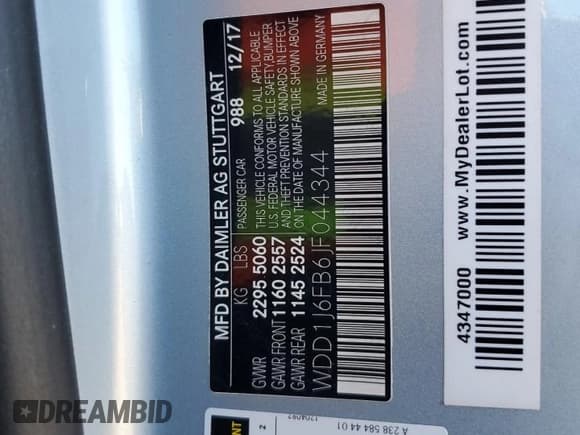 MFD BY DAIMLER AG STUTTGART
988 12/17
KG LBS PASSENGER CAR
GVWR 2295 5060
GAWR FRONT 1160 2557
GAWR REAR 1145 2524
THIS VEHICLE CONFORMS TO ALL APPLICABLE
U.S. FEDERAL MOTOR VEHICLE SAFETY,BUMPER
AND THEFT PREVENTION STANDARDS IN EFFECT
ON THE DATE OF MANUFACTURE SHOWN ABOVE
MADE IN GERMANY
WDD1J6FB6JF044344
4347000 www.MyDealerLot.com
A 238 584 44 01
2
DREAMBID